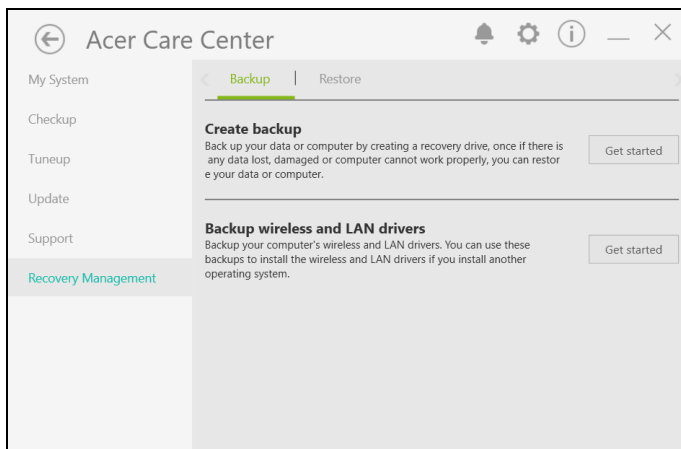 Acer Care Center
My System
Checkup
Tuneup
Update
Support
Recovery Management
Backup | Restore
Create backup
Back up your data or computer by creating a recovery drive, once if there is
any data lost, damaged or computer cannot work properly, you can restor
e your data or computer.
Get started
Backup wireless and LAN drivers
Backup your computer's wireless and LAN drivers. You can use these
backups to install the wireless and LAN drivers if you install another
operating system.
Get started